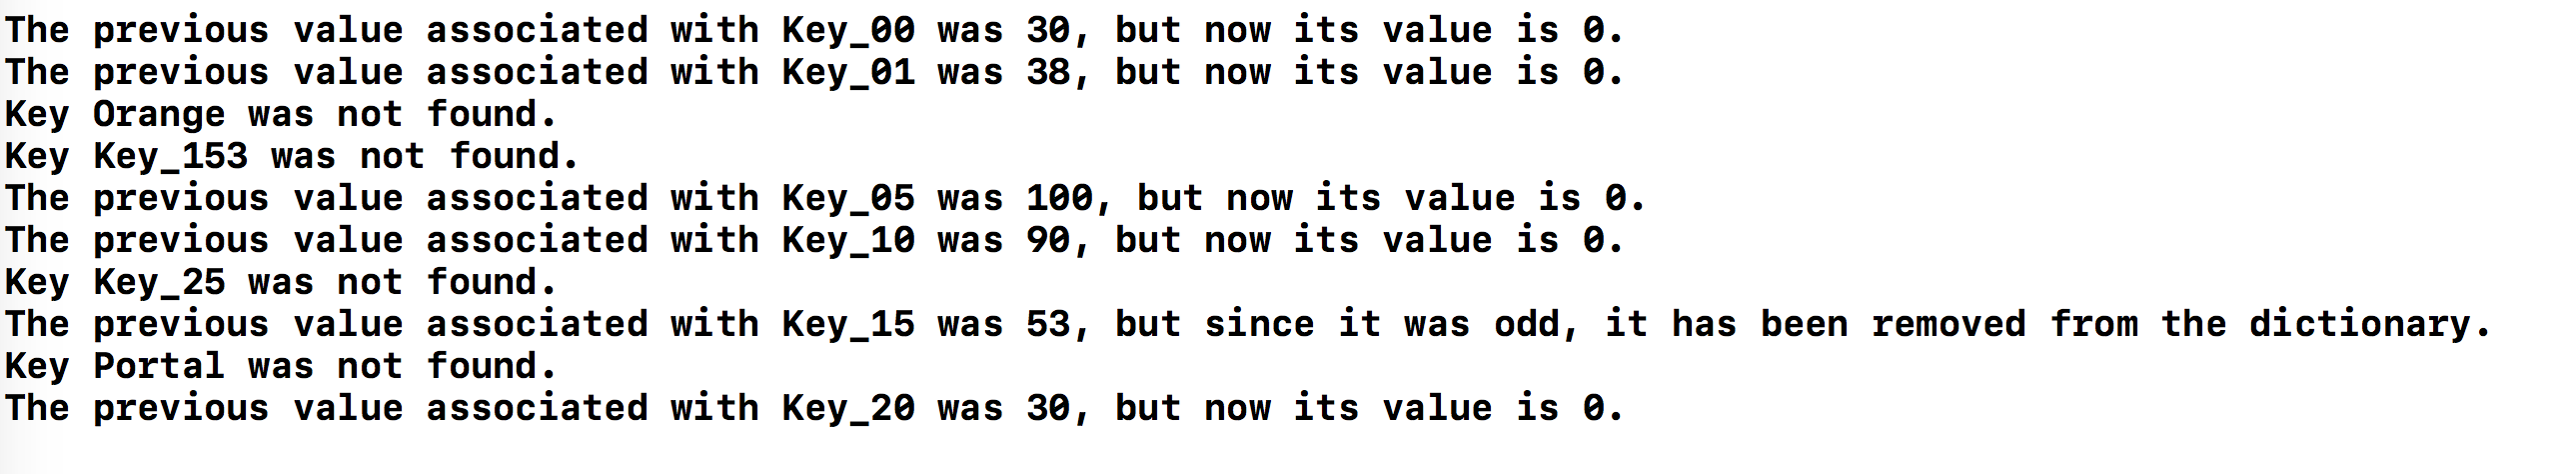 The previous value associated with Key_00 was 30, but now its value is 0.
The previous value associated with Key_01 was 38, but now its value is 0.
Key Orange was not found.
Key Key_153 was not found.
The previous value associated with Key_05 was 100, but now its value is 0.
The previous value associated with Key_10 was 90, but now its value is 0.
Key Key_25 was not found.
The previous value associated with Key_15 was 53, but since it was odd, it has been removed from the dictionary.
Key Portal was not found.
The previous value associated with Key_20 was 30, but now its value is 0.